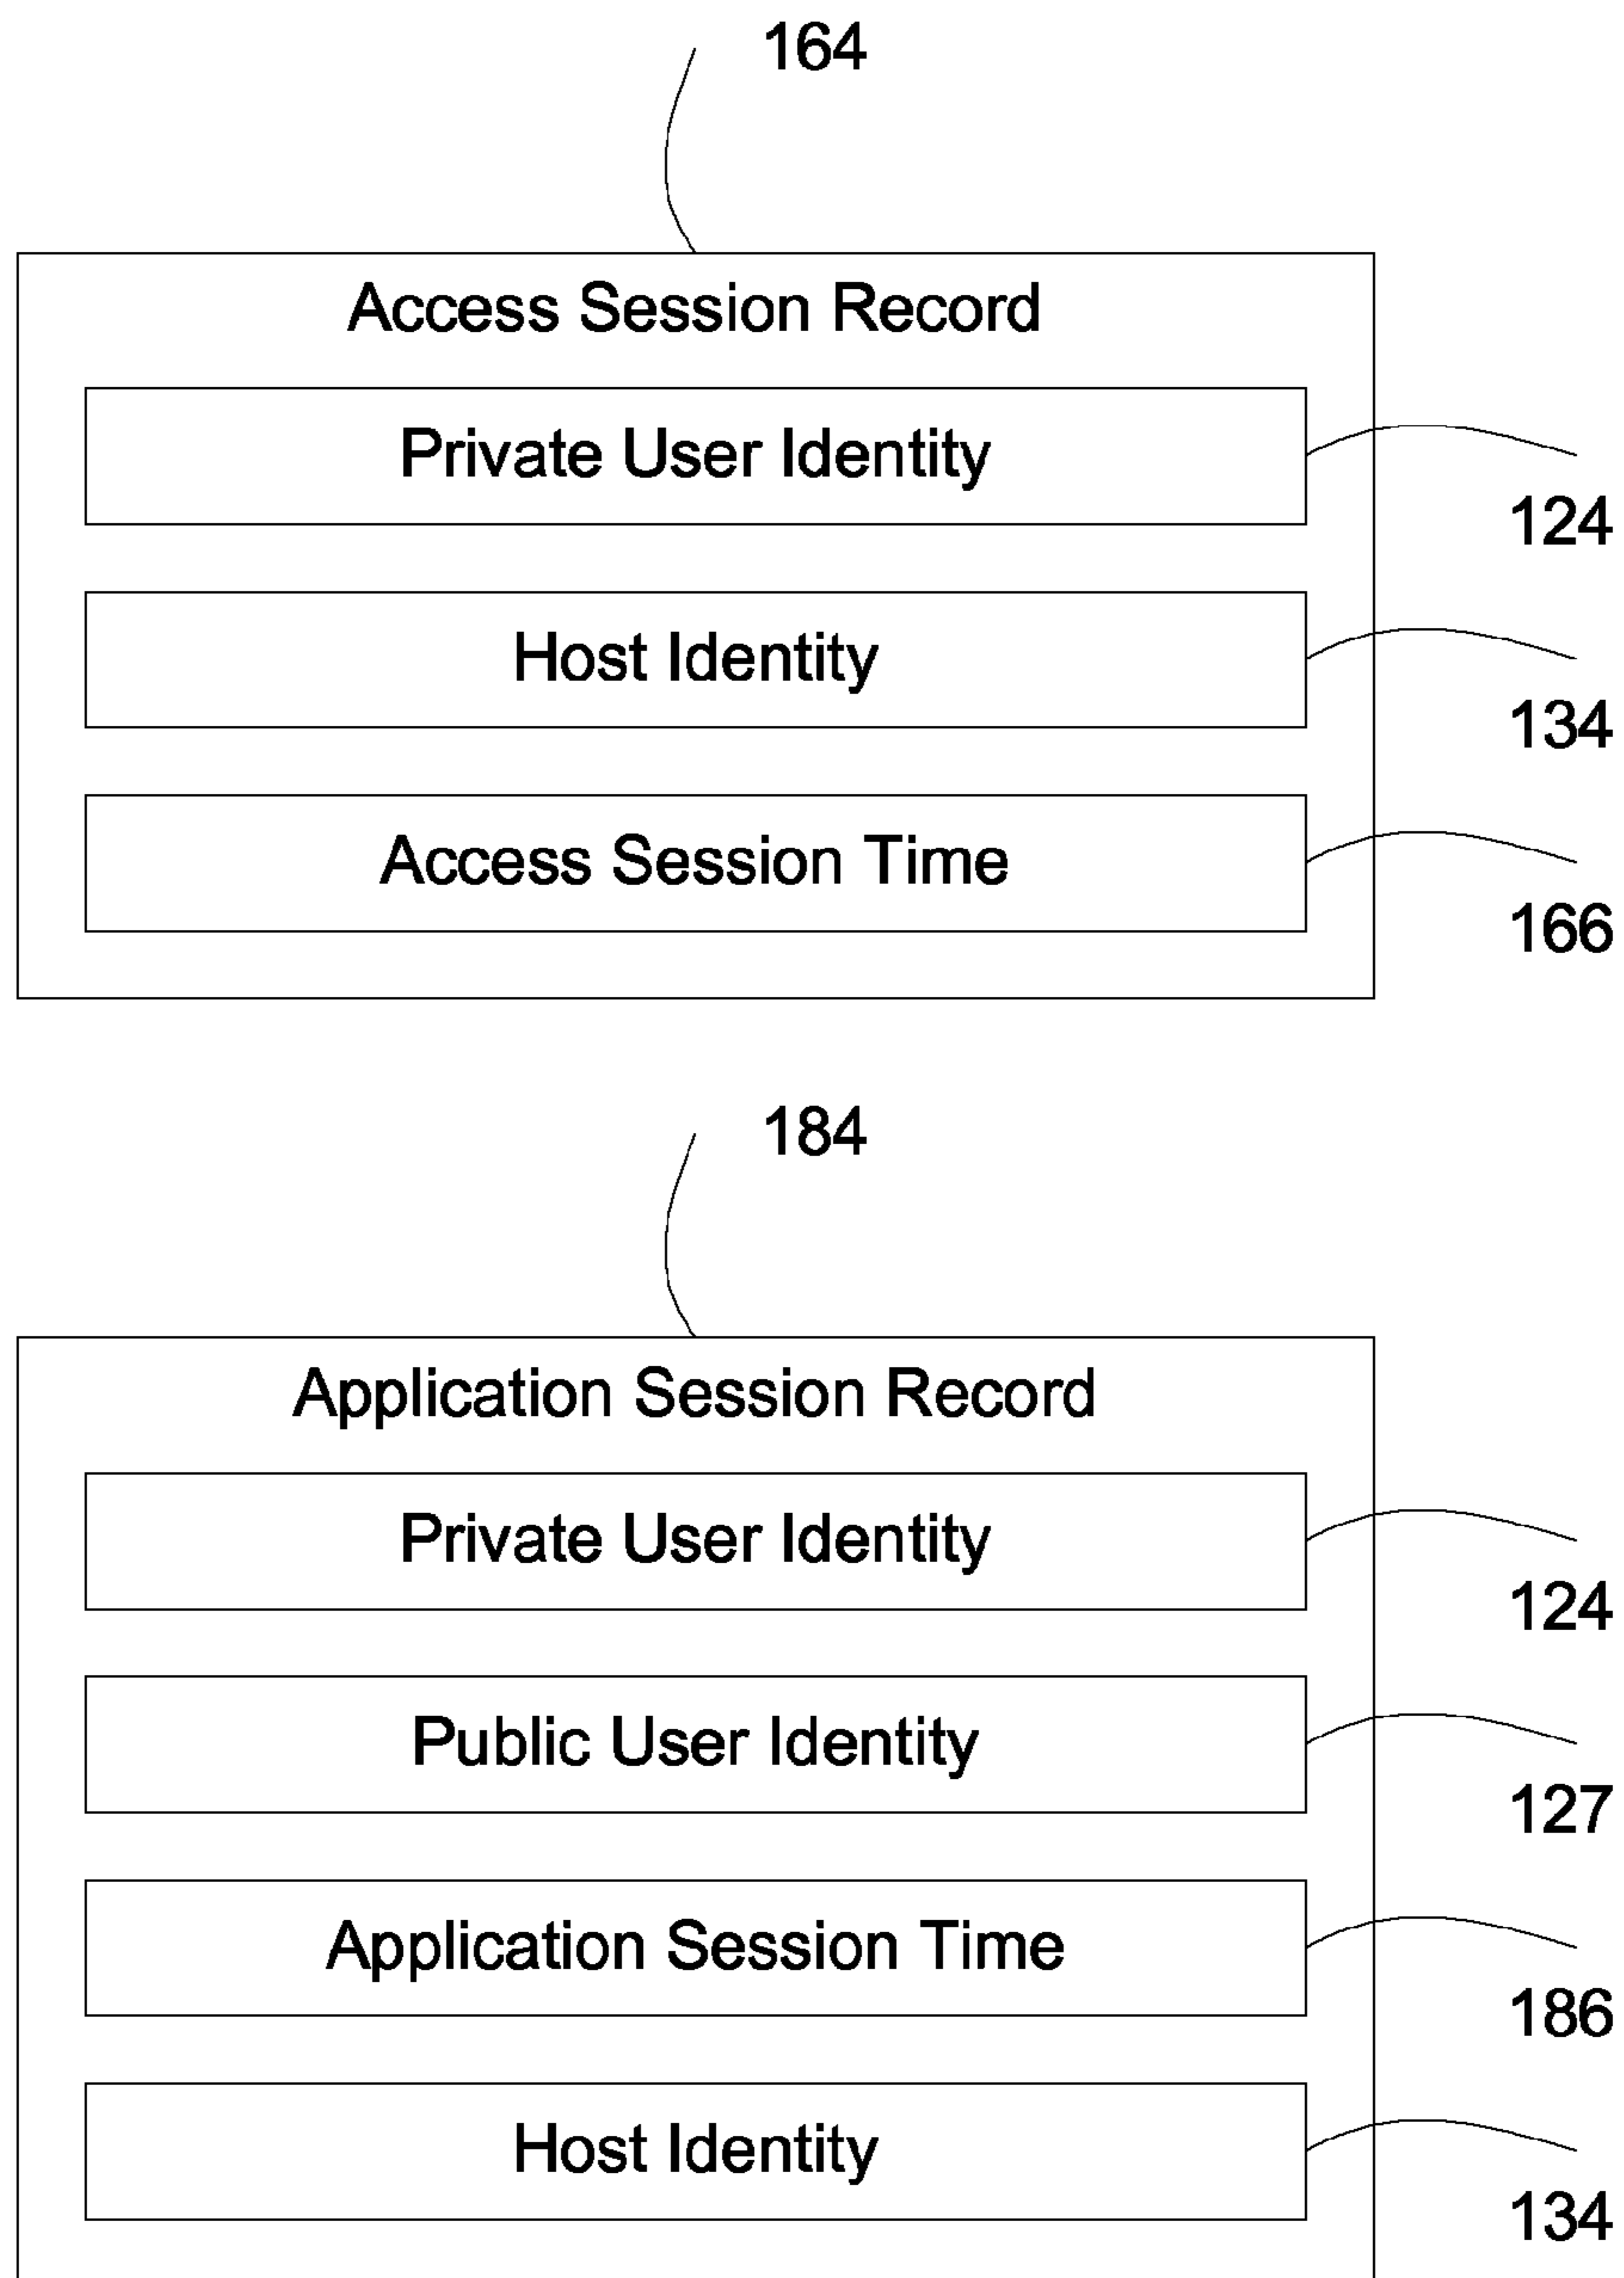 164
Access Session Record
Private User Identity
124
Host Identity
134
Access Session Time
166
184
Application Session Record
Private User Identity
124
Public User Identity
127
Application Session Time
186
Host Identity
134